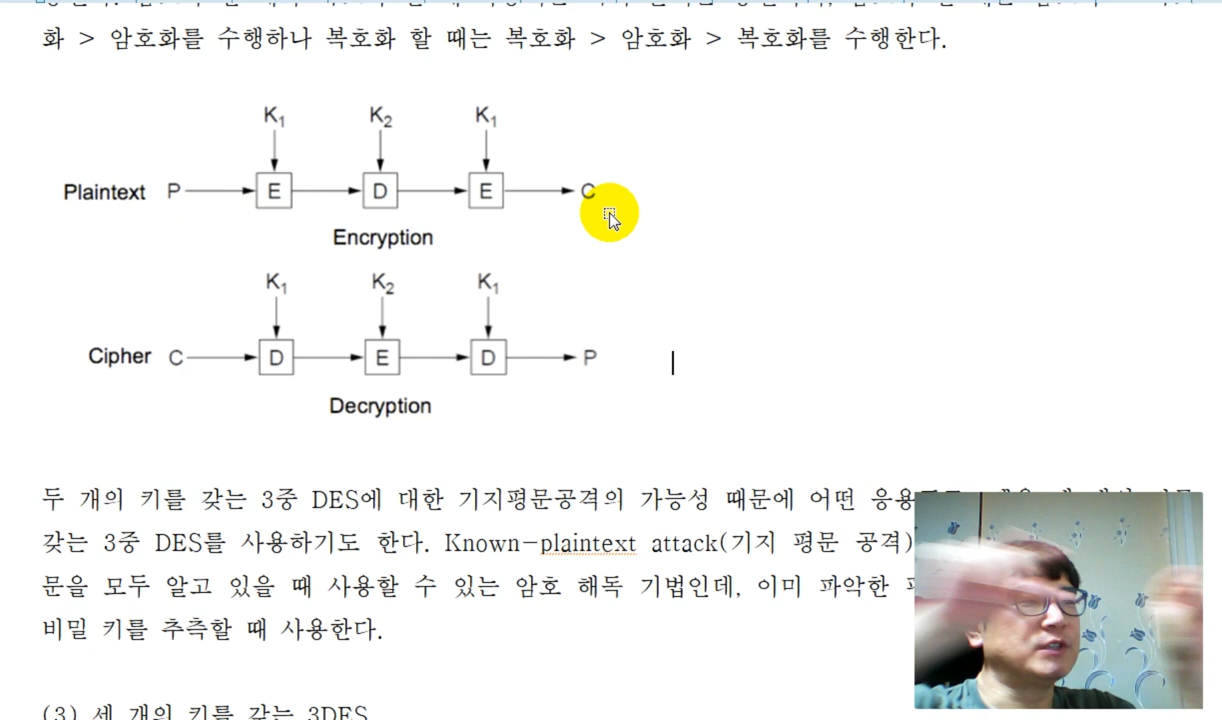 화 > 암호화를 수행하나 복호화 할 때는 복호화 > 암호화 > 복호화를 수행한다.
K1 K2 K1
Plaintext P E D E C
Encryption
K1 K2 K1
Cipher C D E D P
Decryption
두 개의 키를 갖는 3중 DES에 대한 기지평문공격의 가능성 때문에 어떤
갖는 3중 DES를 사용하기도 한다. Known-plaintext attack(기지 평문 공격)
문을 모두 알고 있을 때 사용할 수 있는 암호 해독 기법인데, 이미 파악한
비밀 키를 추측할 때 사용한다.
(3) 세 개의 키를 갖는 3DES